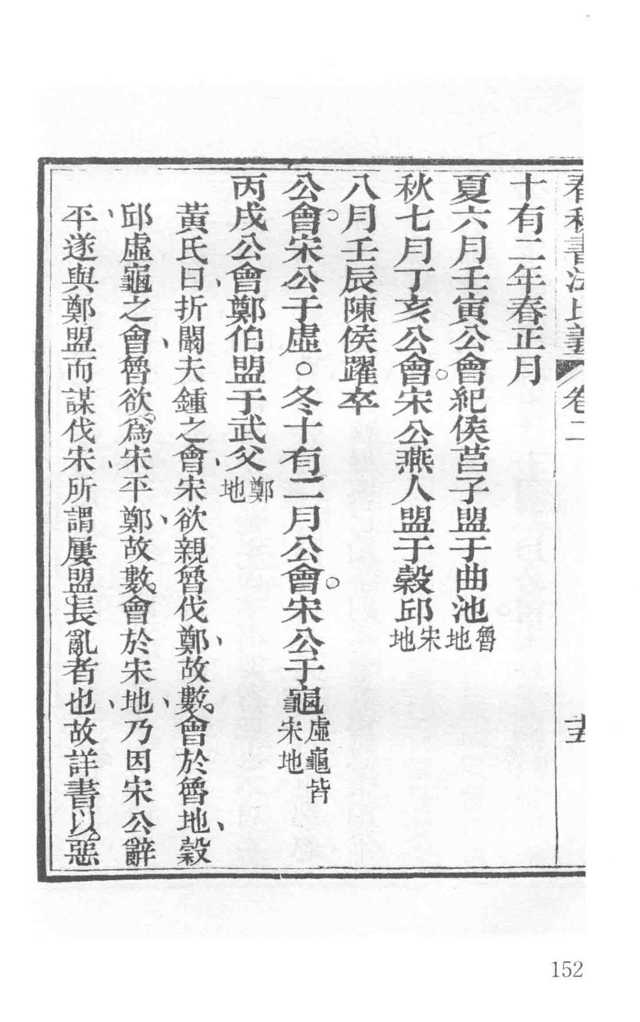 春秋書法比義 卷二 十五
十有二年春正月
夏六月壬寅公會紀侯莒子盟于曲池魯地
秋七月丁亥公會宋公燕人盟于穀邱宋地
八月壬辰陳侯躍卒
公會宋公于虛。冬十有二月公會宋公于龜虛龜皆宋地
丙戌公會鄭伯盟于武父鄭地
黃氏曰折闞夫鍾之會宋欲親魯伐鄭故數會於魯地穀
邱虛龜之會魯欲爲宋平鄭故數會於宋地乃因宋公辭
平遂與鄭盟而謀伐宋所謂屢盟長亂者也故詳書以惡
152